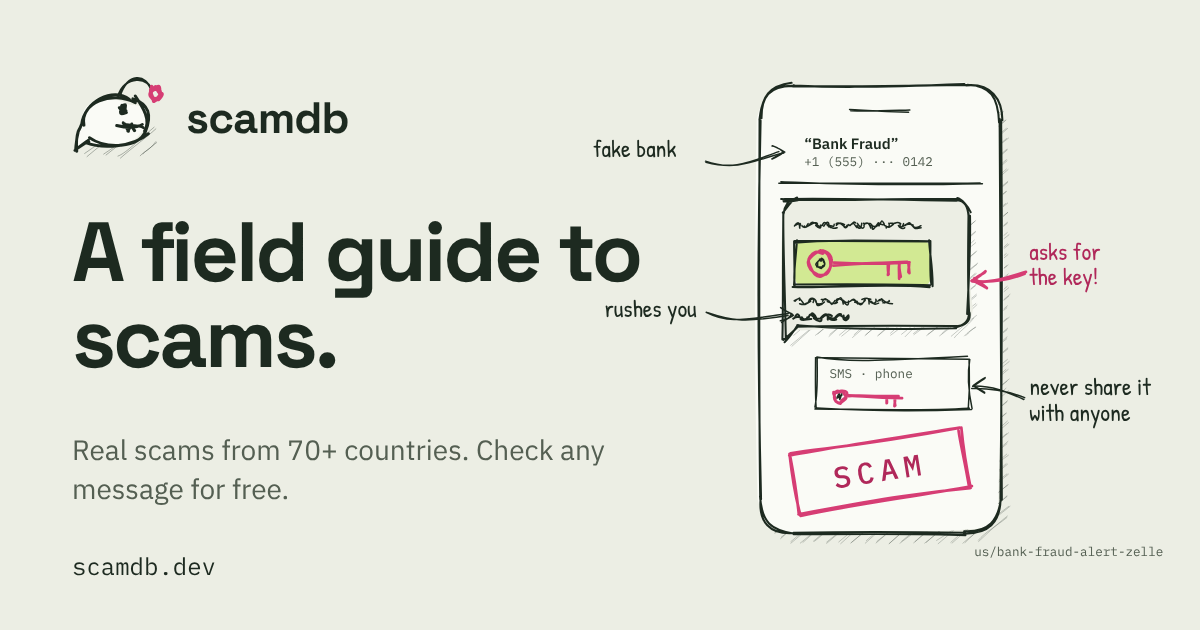 scamdb
A field guide to
scams.
Real scams from 70+ countries. Check any
message for free.
scamdb.dev
fake bank
rushes you
“Bank Fraud”
+1 (555) ··· 0142
SMS · phone
SCAM
asks for
the key!
never share it
with anyone
us/bank-fraud-alert-zelle